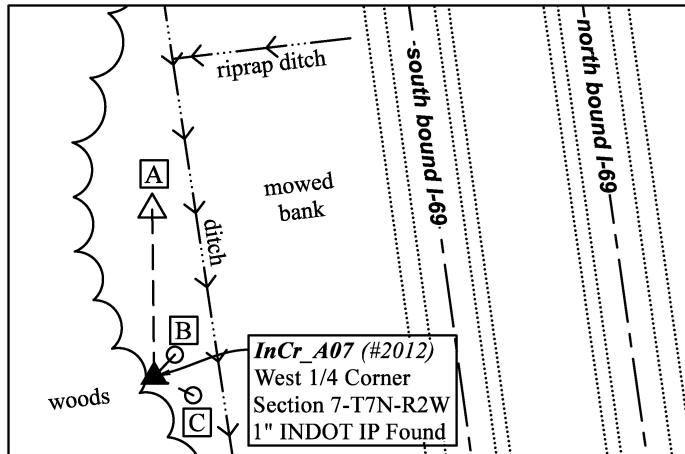 riprap ditch
south bound I-69
north bound I-69
A
mowed
bank
ditch
B
InCr_A07 (#2012)
West 1/4 Corner
Section 7-T7N-R2W
1" INDOT IP Found
woods
C